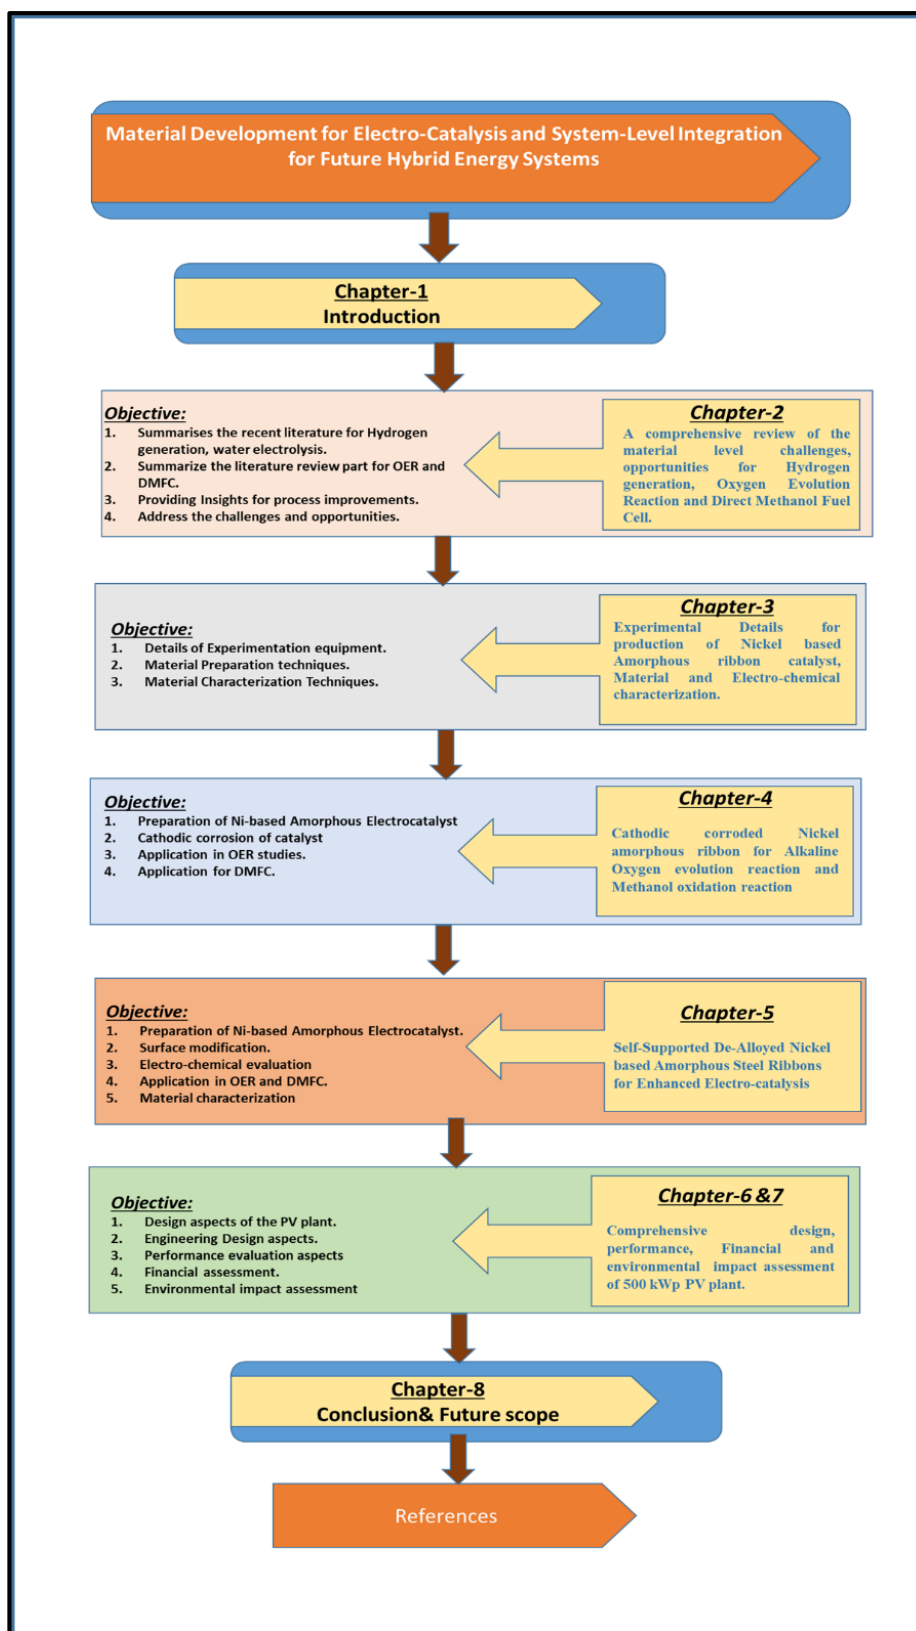 Material Development for Electro-Catalysis and System-Level Integration
for Future Hybrid Energy Systems
Chapter-1
Introduction
Objective:
1. Summarises the recent literature for Hydrogen
generation, water electrolysis.
2. Summarize the literature review part for OER and
DMFC.
3. Providing Insights for process improvements.
4. Address the challenges and opportunities.
Chapter-2
A comprehensive review of the
material level challenges,
opportunities for Hydrogen
generation, Oxygen Evolution
Reaction and Direct Methanol Fuel
Cell.
Objective:
1. Details of Experimentation equipment.
2. Material Preparation techniques.
3. Material Characterization Techniques.
Chapter-3
Experimental Details for
production of Nickel based
Amorphous ribbon catalyst,
Material and Electro-chemical
characterization.
Objective:
1. Preparation of Ni-based Amorphous Electrocatalyst
2. Cathodic corrosion of catalyst
3. Application in OER studies.
4. Application for DMFC.
Chapter-4
Cathodic corroded Nickel
amorphous ribbon for Alkaline
Oxygen evolution reaction and
Methanol oxidation reaction
Objective:
1. Preparation of Ni-based Amorphous Electrocatalyst.
2. Surface modification.
3. Electro-chemical evaluation
4. Application in OER and DMFC.
5. Material characterization
Chapter-5
Self-Supported De-Alloyed Nickel
based Amorphous Steel Ribbons
for Enhanced Electro-catalysis
Objective:
1. Design aspects of the PV plant.
2. Engineering Design aspects.
3. Performance evaluation aspects
4. Financial assessment.
5. Environmental impact assessment
Chapter-6 &7
Comprehensive design,
performance, Financial and
environmental impact assessment
of 500 kWp PV plant.
Chapter-8
Conclusion& Future scope
References